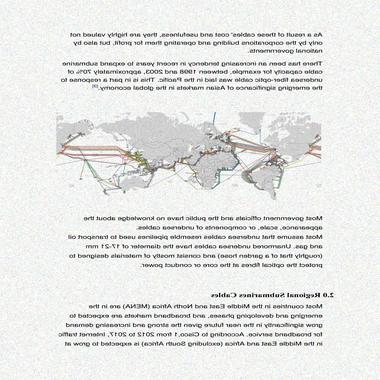 As a result of these cables' cost and usefulness, they are highly valued not
only by the corporations building and operating them for profit, but also by
national governments.
There has been an increasing tendency in recent years to expand submarine
cable capacity for example, between 1998 and 2003, approximately 70% of
undersea fiber-optic cable was laid in the Pacific. This is in part a response to
the emerging significance of Asian markets in the global economy.
Most government officials and the public have no knowledge about the
appearance, scale, or components of undersea cables.
Most assume that undersea cables resemble pipelines used to transport oil
and gas. Unarmored undersea cables have the diameter of 17-21 mm
(roughly that of a garden hose) and consist mostly of materials designed to
protect the optical fibres at the core or conduct power.
2.0 Regional Submarines Cables
Most countries in the Middle East and North Africa (MENA) are in the
emerging and developing phases, and broadband markets are expected to
grow significantly in the near future given the strong and increasing demand
for broadband service. According to Cisco,1 from 2012 to 2017, Internet traffic
in the Middle East and Africa (excluding South Africa) is expected to grow at